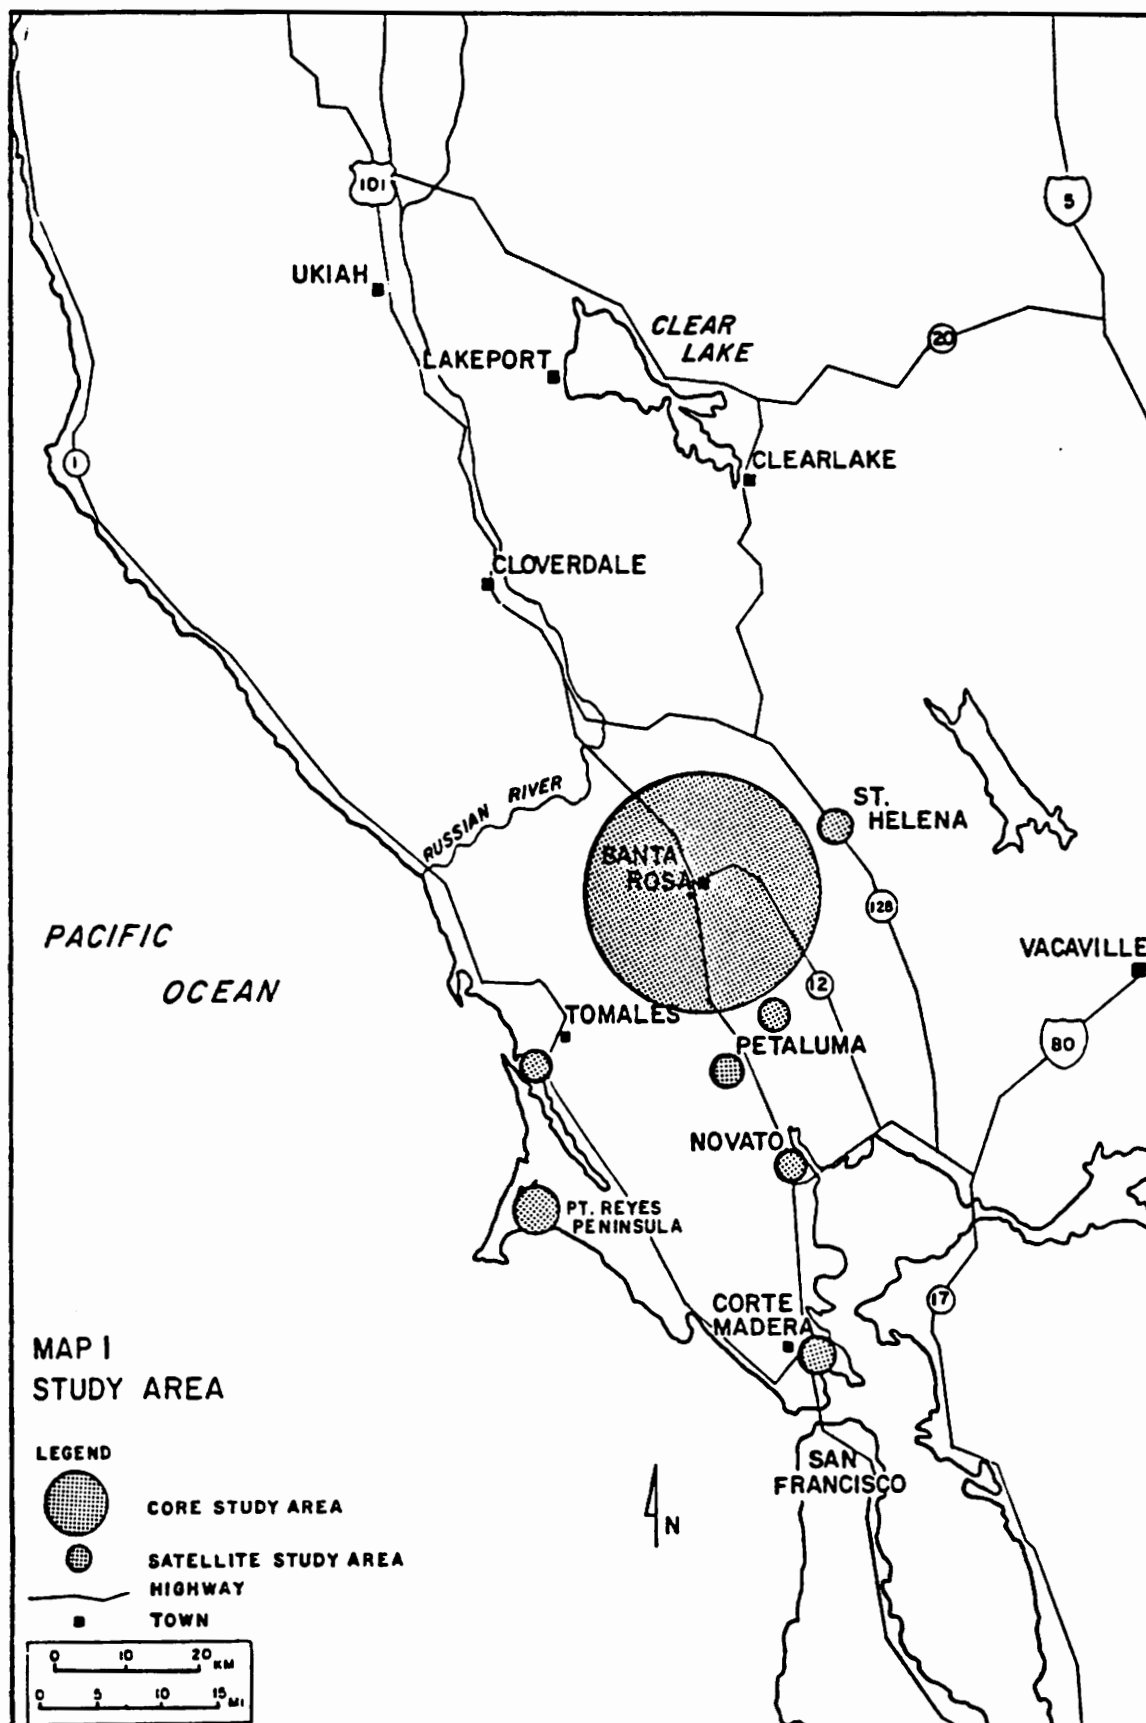 101
5
UKIAH
CLEAR
LAKE
20
LAKEPORT
1
CLEARLAKE
CLOVERDALE
RUSSIAN RIVER
ST.
HELENA
SANTA
ROSA
128
PACIFIC
OCEAN
VACAVILLE
12
TOMALES
PETALUMA
80
NOVATO
PT. REYES
PENINSULA
17
CORTE
MADERA
SAN
FRANCISCO
N
MAP 1
STUDY AREA
LEGEND
CORE STUDY AREA
SATELLITE STUDY AREA
HIGHWAY
TOWN
0 10 20 KM
0 5 10 15 MI